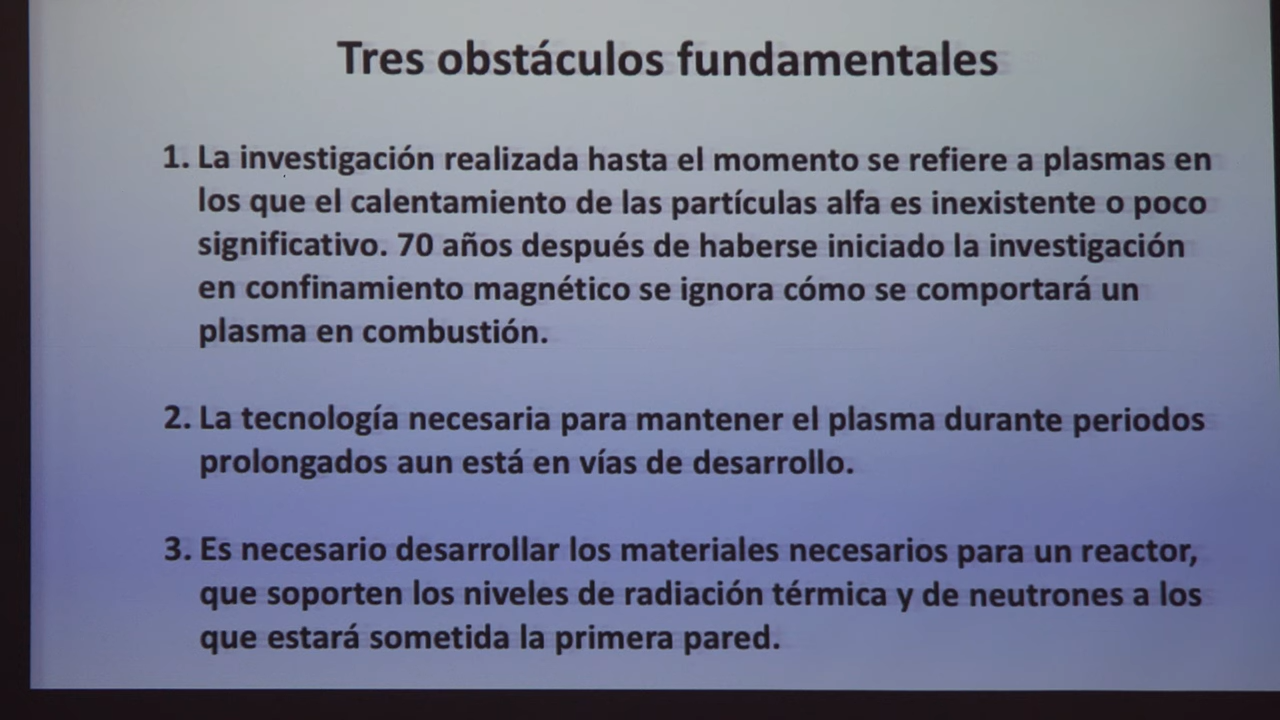 Tres obstáculos fundamentales
1. La investigación realizada hasta el momento se refiere a plasmas en
los que el calentamiento de las partículas alfa es inexistente o poco
significativo. 70 años después de haberse iniciado la investigación
en confinamiento magnético se ignora cómo se comportará un
plasma en combustión.
2. La tecnología necesaria para mantener el plasma durante periodos
prolongados aun está en vías de desarrollo.
3. Es necesario desarrollar los materiales necesarios para un reactor,
que soporten los niveles de radiación térmica y de neutrones a los
que estará sometida la primera pared.